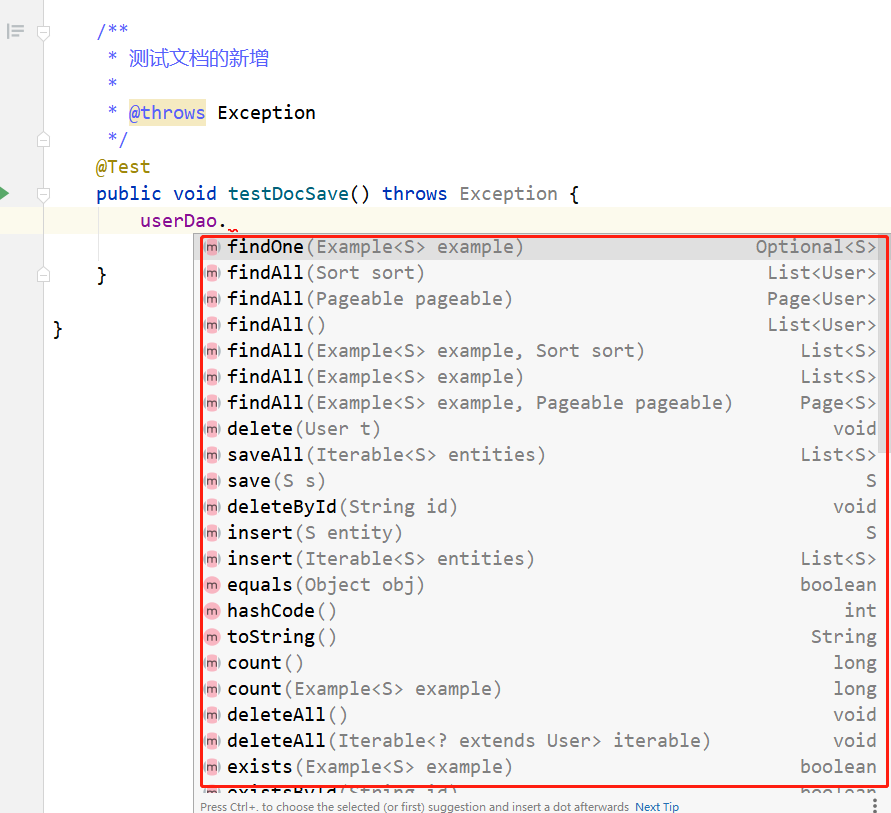 /**
* 测试文档的新增
*
* @throws Exception
*/
@Test
public void testDocSave() throws Exception {
userDao.
m findOne(Example<S> example) Optional<S>
m findAll(Sort sort) List<User>
m findAll(Pageable pageable) Page<User>
m findAll() List<User>
m findAll(Example<S> example, Sort sort) List<S>
m findAll(Example<S> example) List<S>
m findAll(Example<S> example, Pageable pageable) Page<S>
m delete(User t) void
m saveAll(Iterable<S> entities) List<S>
m save(S s) S
m deleteById(String id) void
m insert(S entity) S
m insert(Iterable<S> entities) List<S>
m equals(Object obj) boolean
m hashCode() int
m toString() String
m count() long
m count(Example<S> example) long
m deleteAll() void
m deleteAll(Iterable<? extends User> iterable) void
m exists(Example<S> example) boolean
m existsById(String id) boolean
Press Ctrl+. to choose the selected (or first) suggestion and insert a dot afterwards Next Tip
}
}